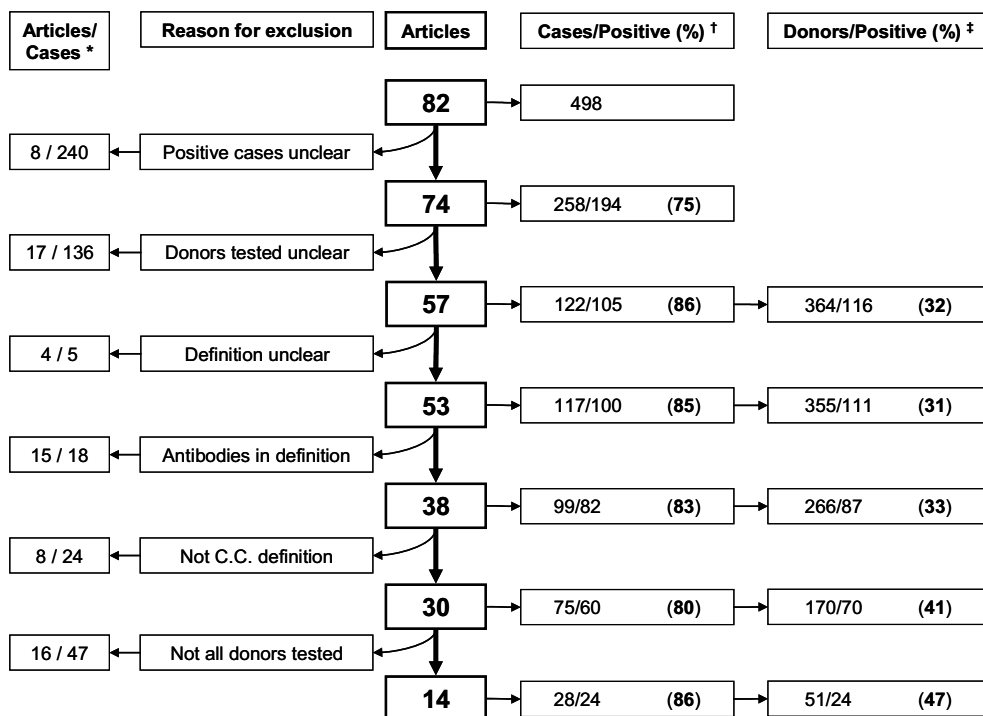 Articles/ Cases *
Reason for exclusion
Articles
Cases/Positive (%) †
Donors/Positive (%) ‡
82
498
8 / 240
Positive cases unclear
74
258/194 (75)
17 / 136
Donors tested unclear
57
122/105 (86)
364/116 (32)
4 / 5
Definition unclear
53
117/100 (85)
355/111 (31)
15 / 18
Antibodies in definition
38
99/82 (83)
266/87 (33)
8 / 24
Not C.C. definition
30
75/60 (80)
170/70 (41)
16 / 47
Not all donors tested
14
28/24 (86)
51/24 (47)